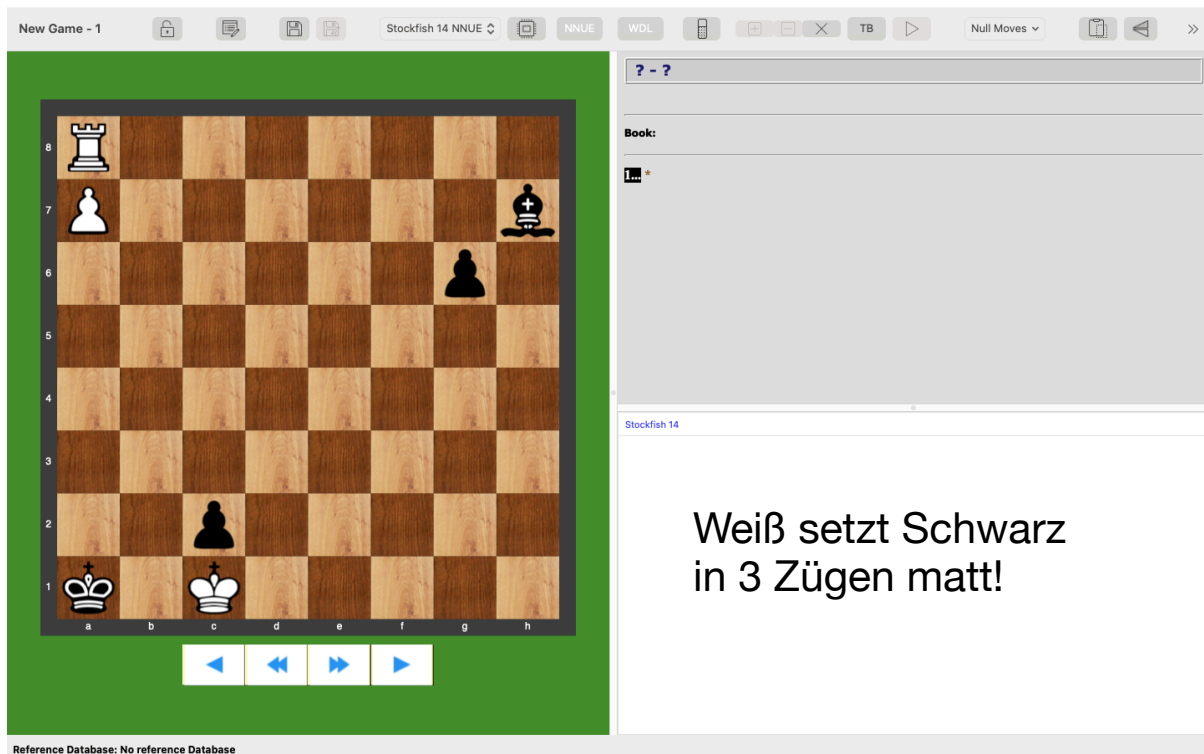 New Game - 1 Stockfish 14 NNUE NNUE WDL TB Null Moves
? - ?
Book:
1... *
8
7
6
5
4
3
2
1
a b c d e f g h
Stockfish 14
Weiß setzt Schwarz
in 3 Zügen matt!
Reference Database: No reference Database